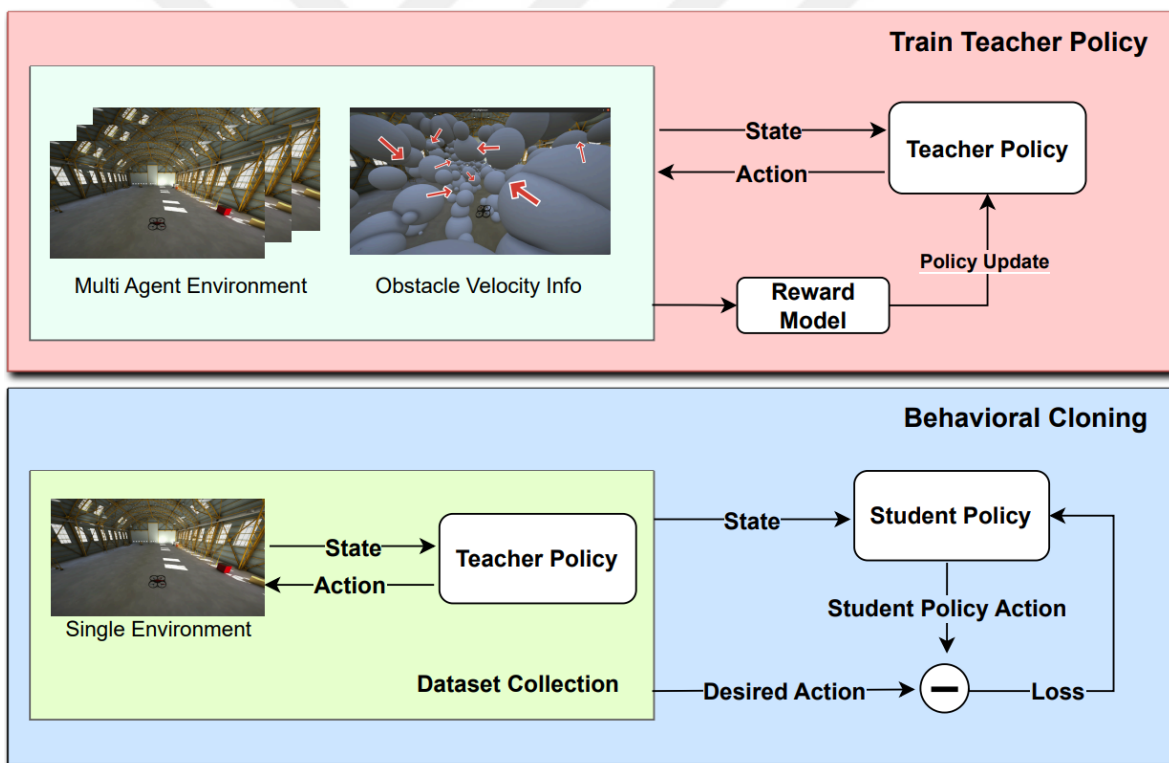 Train Teacher Policy
State
Action
Teacher Policy
Multi Agent Environment
Obstacle Velocity Info
Policy Update
Reward
Model
Behavioral Cloning
State
Action
Teacher Policy
Single Environment
Dataset Collection
State
Student Policy
Student Policy Action
Desired Action
Loss